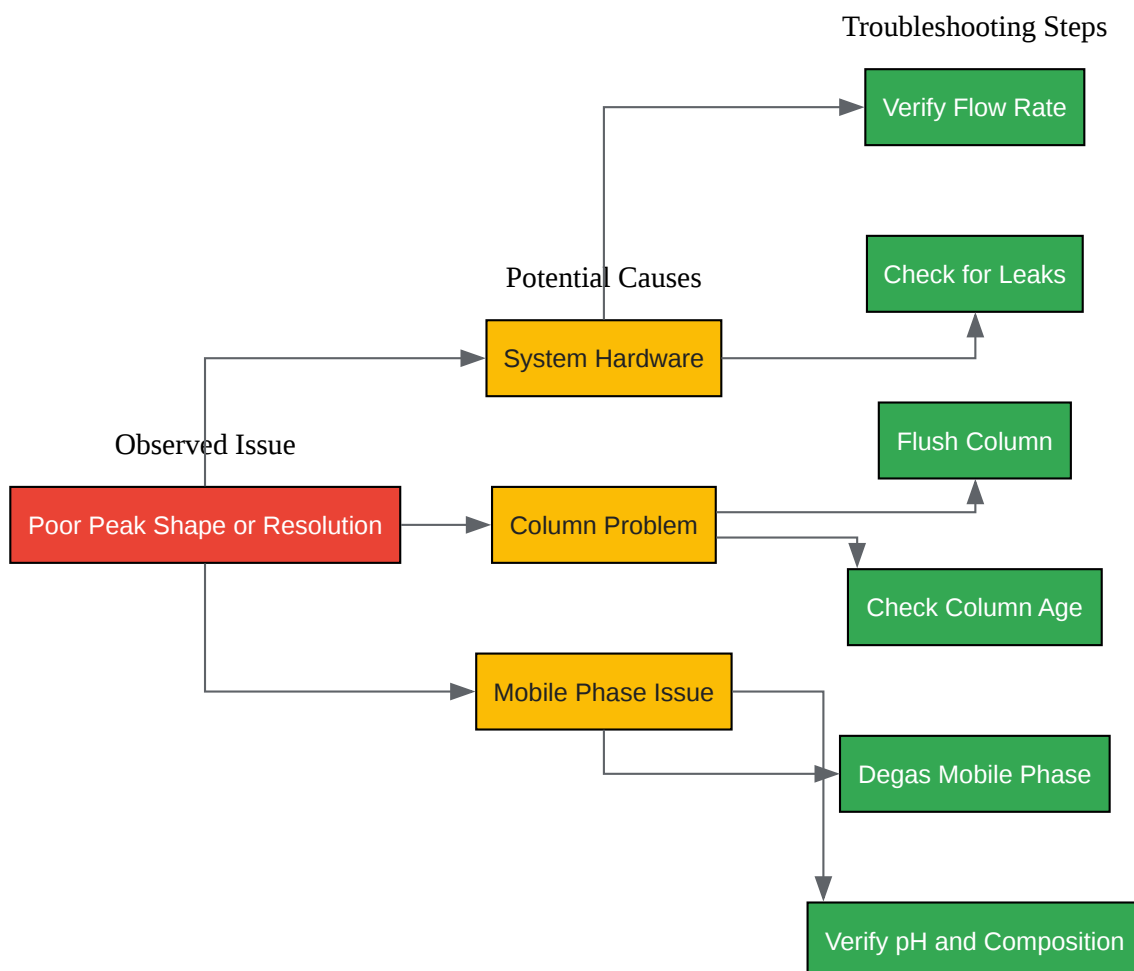 Troubleshooting Steps
Verify Flow Rate
Potential Causes
Check for Leaks
System Hardware
Observed Issue
Flush Column
Poor Peak Shape or Resolution
Column Problem
Check Column Age
Mobile Phase Issue
Degas Mobile Phase
Verify pH and Composition